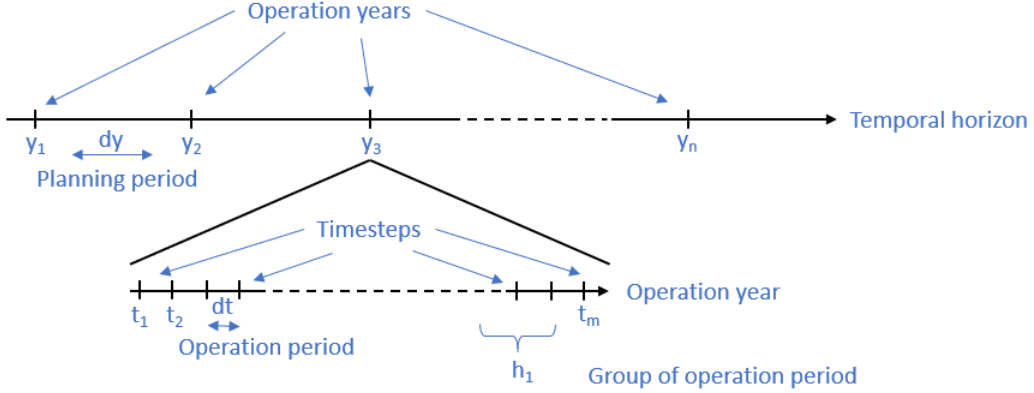 Operation years
Temporal horizon
y1 dy y2 y3 yn
Planning period
Timesteps
Operation year
t1 t2 dt tm
Operation period
h1
Group of operation period